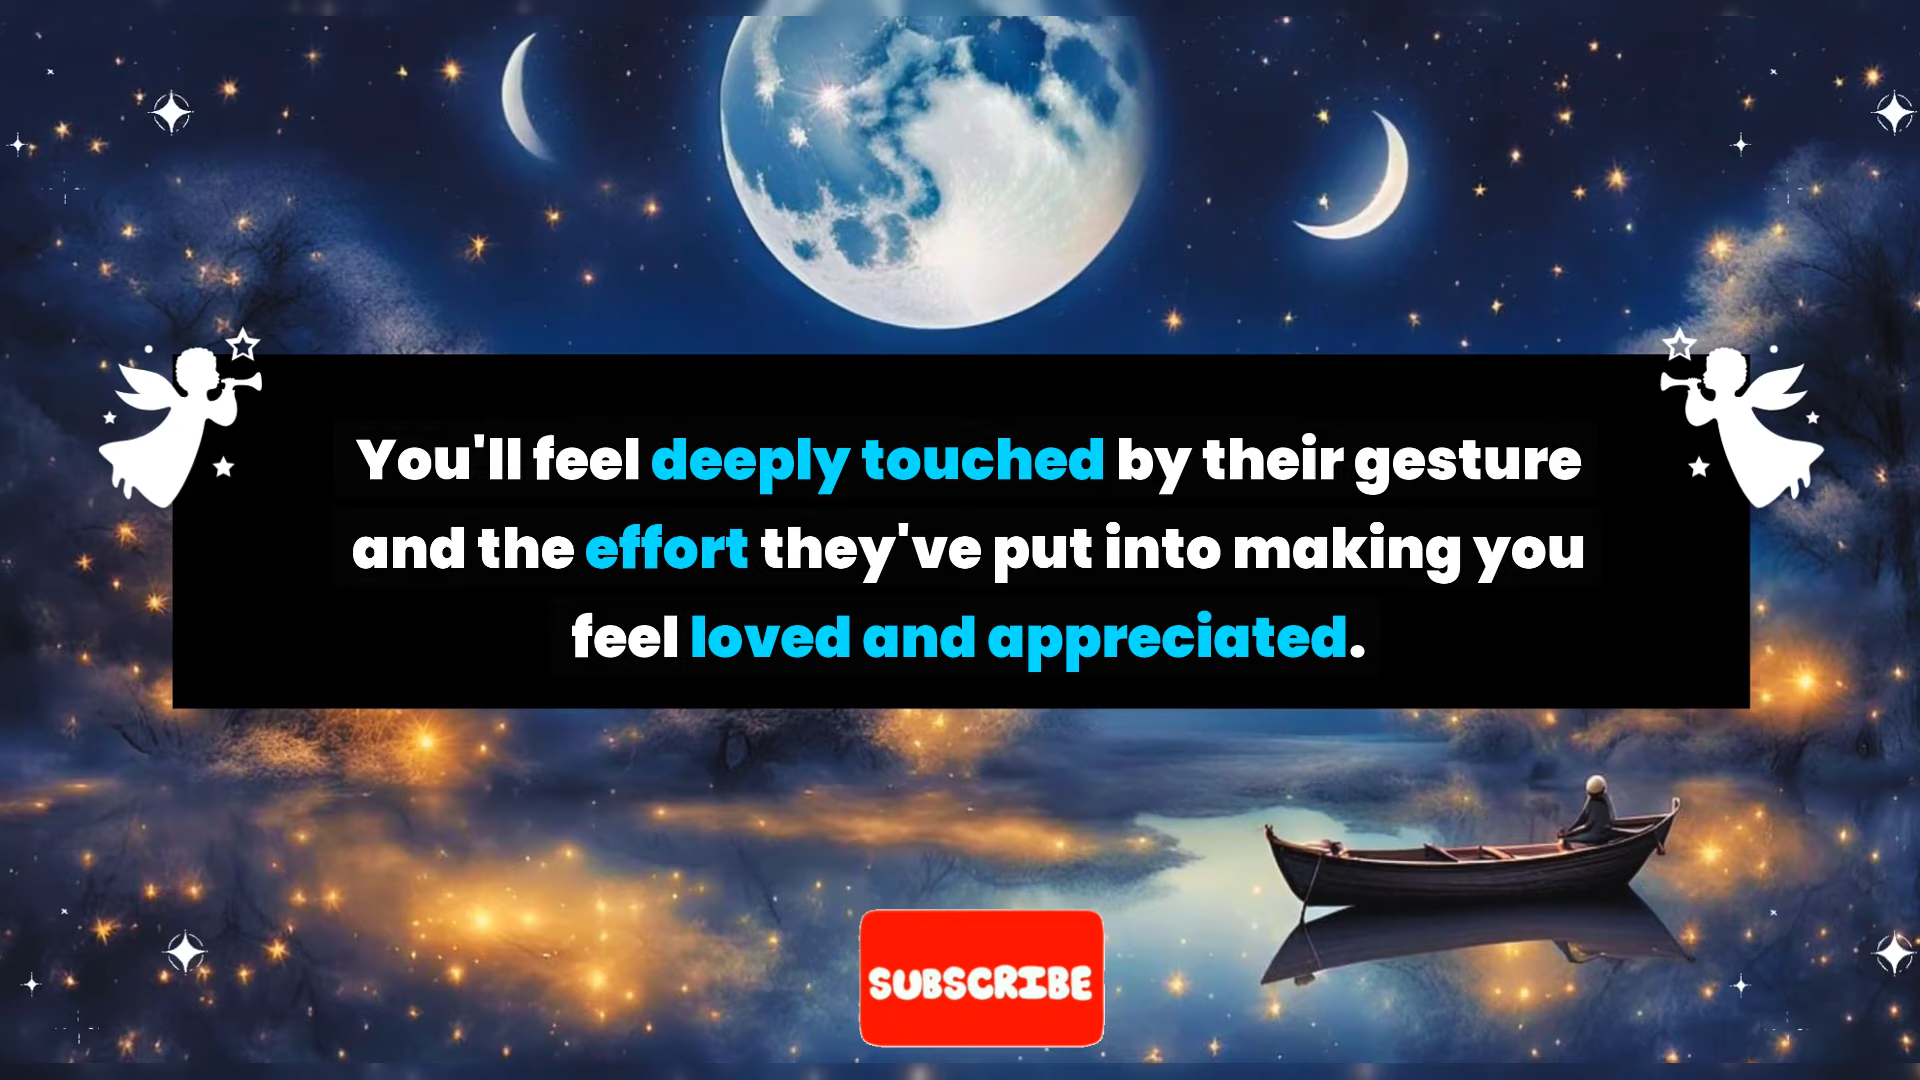 You'll feel deeply touched by their gesture
and the effort they've put into making you
feel loved and appreciated.
SUBSCRIBE